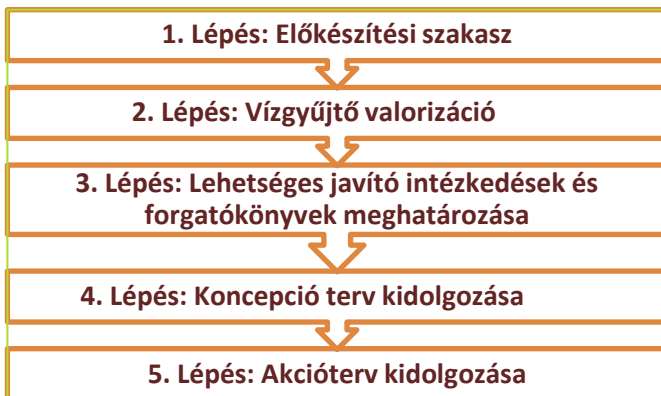 1. Lépés: Előkészítési szakasz
2. Lépés: Vízgyűjtő valorizáció
3. Lépés: Lehetséges javító intézkedések és
forgatókönyvek meghatározása
4. Lépés: Koncepció terv kidolgozása
5. Lépés: Akcióterv kidolgozása